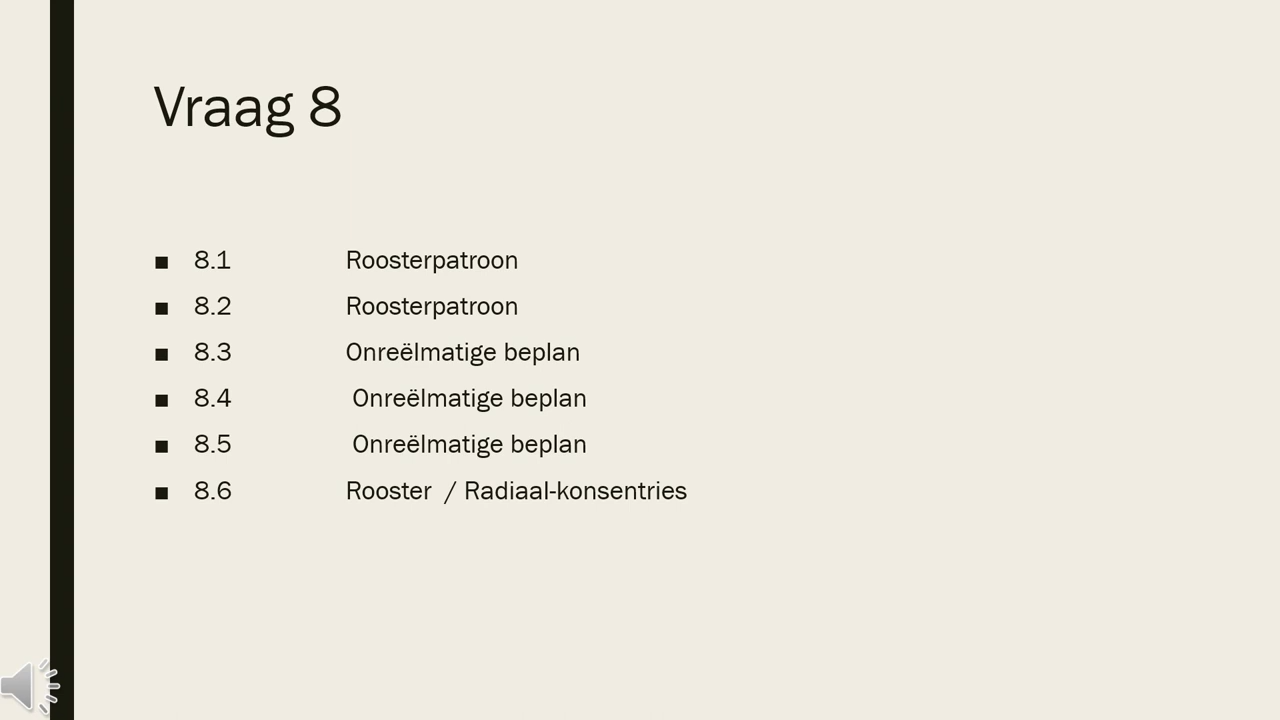 Vraag 8
■ 8.1 Roosterpatroon
■ 8.2 Roosterpatroon
■ 8.3 Onreëlmatige beplan
■ 8.4 Onreëlmatige beplan
■ 8.5 Onreëlmatige beplan
■ 8.6 Rooster / Radiaal-konsentries